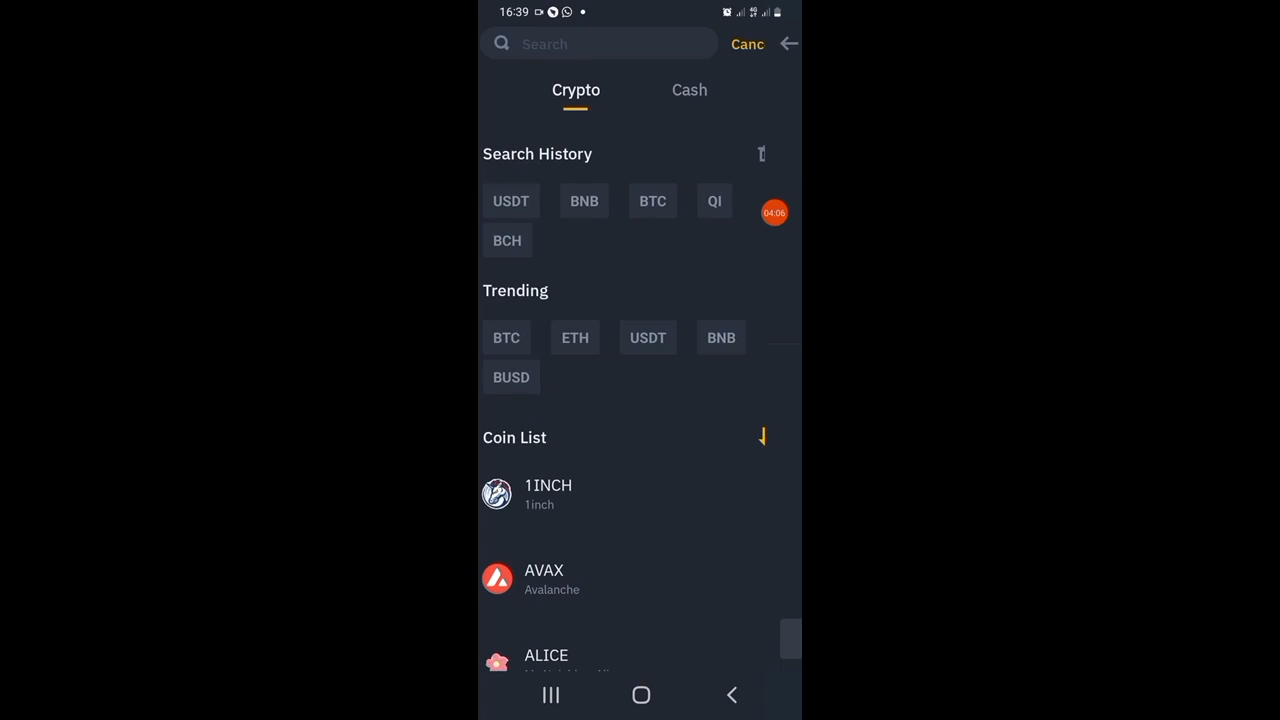 16:39
4G
Search
Canc
Crypto Cash
Search History
04:06
USDT BNB BTC QI
BCH
Trending
BTC ETH USDT BNB
BUSD
Coin List
1INCH
1inch
AVAX
Avalanche
ALICE